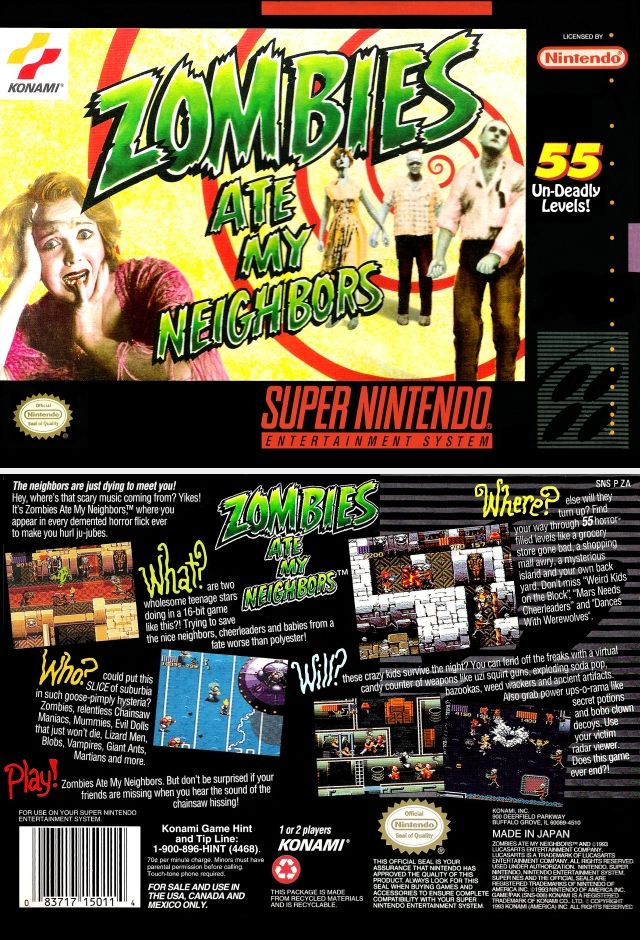 KONAMI®
ZOMBIES
ATE
MY
NEIGHBORS
LICENSED BY
Nintendo®
55
Un-Deadly
Levels!
Official
Nintendo
Seal of Quality
SUPER NINTENDO®
ENTERTAINMENT SYSTEM
The neighbors are just dying to meet you!
Hey, where's that scary music coming from? Yikes!
It's Zombies Ate My Neighbors,™ where you
appear in every demented horror flick ever
to make you hurl ju-jubes.
ZOMBIES
ATE
MY
NEIGHBORS™
What? are two
wholesome teenage stars
doing in a 16-bit game
like this?! Trying to save
the nice neighbors, cheerleaders and babies from a
fate worse than polyester!
Who? could put this
SLICE of suburbia
in such goose-pimply hysteria?
Zombies, relentless Chainsaw
Maniacs, Mummies, Evil Dolls
that just won't die, Lizard Men,
Blobs, Vampires, Giant Ants,
Martians and more.
Play! Zombies Ate My Neighbors. But don't be surprised if your
friends are missing when you hear the sound of the
chainsaw hissing!
SNS P ZA
Where? else will they
turn up? Find
your way through 55 horror-
filled levels like a grocery
store gone bad, a shopping
mall awry, a mysterious
island and your own back
yard. Don't miss "Weird Kids
on the Block", "Mars Needs
Cheerleaders" and "Dances
With Werewolves".
Will? these crazy kids survive the night? You can fend off the freaks with a virtual
candy counter of weapons like uzi squirt guns, exploding soda pop,
bazookas, weed wackers and ancient artifacts.
Also grab power ups-o-rama like
secret potions
and bobo clown
decoys. Use
your victim
radar viewer.
Does this game
ever end?!
FOR USE ON YOUR SUPER NINTENDO
ENTERTAINMENT SYSTEM.
0 83717 15011 4
Konami Game Hint
and Tip Line:
1-900-896-HINT (4468).
70¢ per minute charge. Minors must have
parental permission before calling.
Touch-tone phone required.
FOR SALE AND USE IN
THE USA, CANADA AND
MEXICO ONLY.
1 or 2 players
KONAMI®
THIS PACKAGE IS MADE
FROM RECYCLED MATERIALS
AND IS RECYCLABLE.
Official
Nintendo
Seal of Quality
THIS OFFICIAL SEAL IS YOUR
ASSURANCE THAT NINTENDO HAS
APPROVED THE QUALITY OF THIS
PRODUCT. ALWAYS LOOK FOR THIS
SEAL WHEN BUYING GAMES AND
ACCESSORIES TO ENSURE COMPLETE
COMPATIBILITY WITH YOUR SUPER
NINTENDO ENTERTAINMENT SYSTEM.
KONAMI, INC.
900 DEERFIELD PARKWAY
BUFFALO GROVE, IL 60089-4510
MADE IN JAPAN
ZOMBIES ATE MY NEIGHBORS™ AND ©1993
LUCASARTS ENTERTAINMENT COMPANY.
LUCASARTS IS A TRADEMARK OF LUCASARTS
ENTERTAINMENT COMPANY. ALL RIGHTS RESERVED.
USED UNDER AUTHORIZATION. NINTENDO, SUPER
NINTENDO, NINTENDO ENTERTAINMENT SYSTEM,
SUPER NES AND THE OFFICIAL SEALS ARE
REGISTERED TRADEMARKS OF NINTENDO OF
AMERICA INC. ©1993 NINTENDO OF AMERICA INC.
KONAMI IS A REGISTERED
TRADEMARK OF KONAMI CO., LTD. © COPYRIGHT
1993 KONAMI (AMERICA) INC. ALL RIGHTS RESERVED.